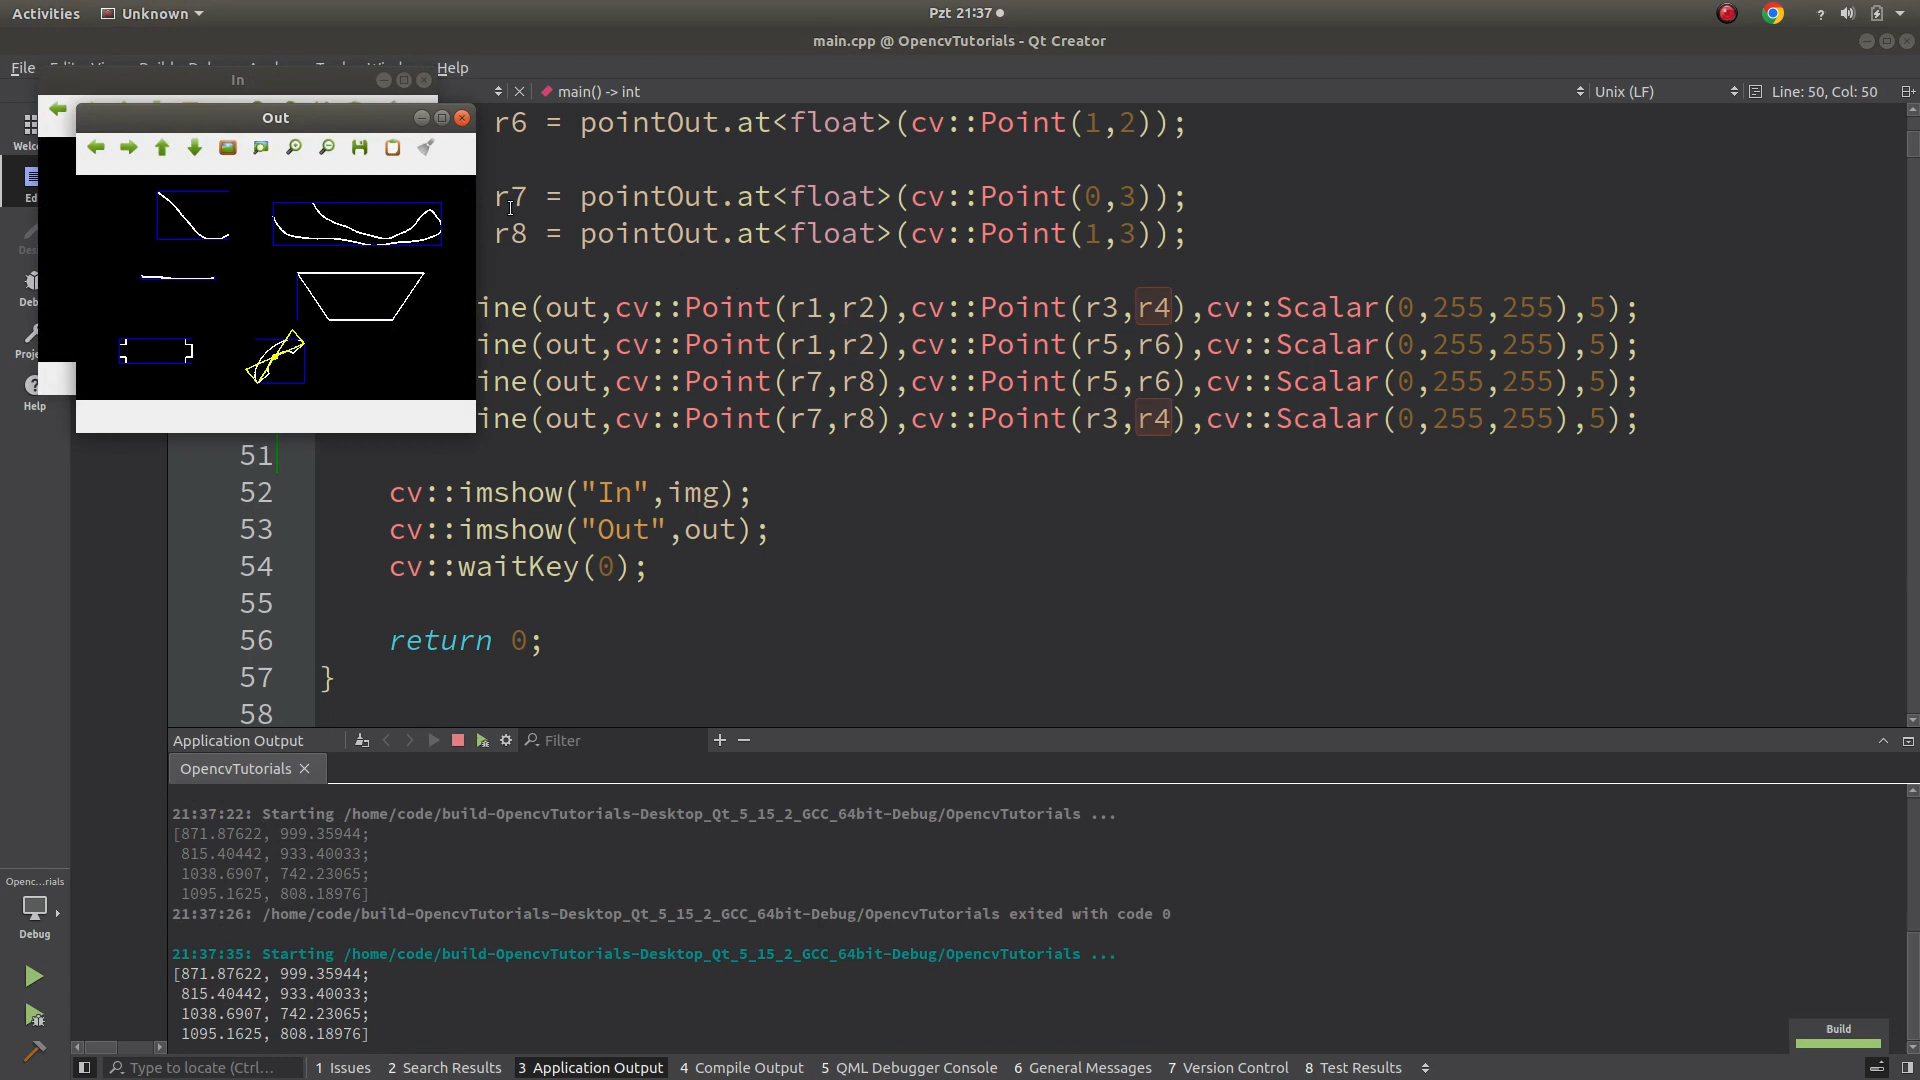 Activities Unknown Pzt 21:37
main.cpp @ OpencvTutorials - Qt Creator
File Help
In
main() -> int Unix (LF) Line: 50, Col: 50
Out
r6 = pointOut.at<float>(cv::Point(1,2));
r7 = pointOut.at<float>(cv::Point(0,3));
r8 = pointOut.at<float>(cv::Point(1,3));
ine(out,cv::Point(r1,r2),cv::Point(r3,r4),cv::Scalar(0,255,255),5);
ine(out,cv::Point(r1,r2),cv::Point(r5,r6),cv::Scalar(0,255,255),5);
ine(out,cv::Point(r7,r8),cv::Point(r5,r6),cv::Scalar(0,255,255),5);
ine(out,cv::Point(r7,r8),cv::Point(r3,r4),cv::Scalar(0,255,255),5);
51
52 cv::imshow("In",img);
53 cv::imshow("Out",out);
54 cv::waitKey(0);
55
56 return 0;
57 }
58
Help
Application Output Filter
OpencvTutorials
21:37:22: Starting /home/code/build-OpencvTutorials-Desktop_Qt_5_15_2_GCC_64bit-Debug/OpencvTutorials ...
[871.87622, 999.35944;
815.40442, 933.40033;
1038.6907, 742.23065;
1095.1625, 808.18976]
21:37:26: /home/code/build-OpencvTutorials-Desktop_Qt_5_15_2_GCC_64bit-Debug/OpencvTutorials exited with code 0
21:37:35: Starting /home/code/build-OpencvTutorials-Desktop_Qt_5_15_2_GCC_64bit-Debug/OpencvTutorials ...
[871.87622, 999.35944;
815.40442, 933.40033;
1038.6907, 742.23065;
1095.1625, 808.18976]
Openc...rials
Debug
Build
Type to locate (Ctrl... 1 Issues 2 Search Results 3 Application Output 4 Compile Output 5 QML Debugger Console 6 General Messages 7 Version Control 8 Test Results